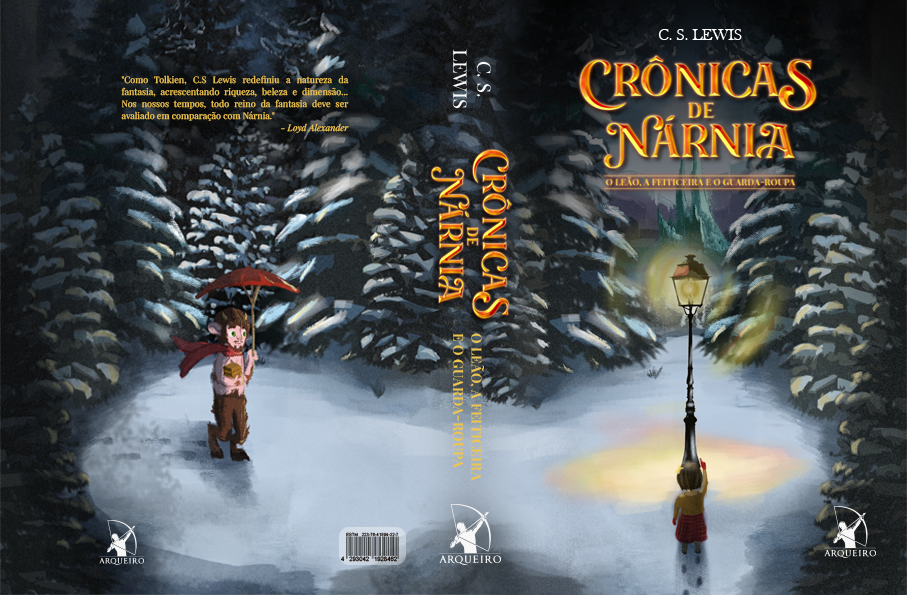 "Como Tolkien, C.S Lewis redefiniu a natureza da
fantasia, acrescentando riqueza, beleza e dimensão...
Nos nossos tempos, todo reino da fantasia deve ser
avaliado em comparação com Nárnia."
- Loyd Alexander
ARQUEIRO
C. S.
LEWIS
CRÔNICAS
DE
NÁRNIA
O LEÃO, A FEITICEIRA
E O GUARDA-ROUPA
ARQUEIRO
C. S. LEWIS
CRÔNICAS
DE
NÁRNIA
O LEÃO, A FEITICEIRA E O GUARDA-ROUPA
ARQUEIRO